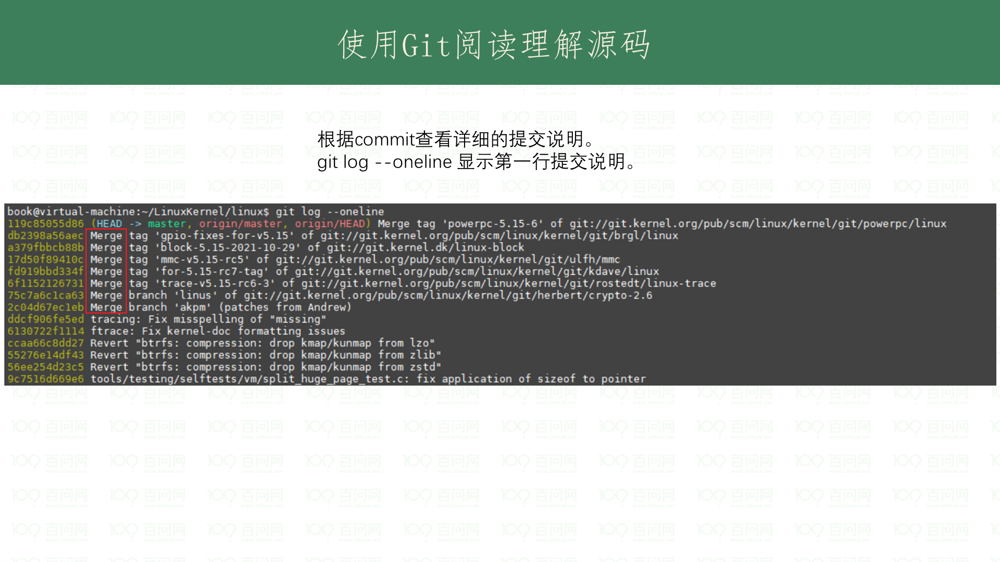 使用Git阅读理解源码
根据commit查看详细的提交说明。
git log --oneline 显示第一行提交说明。
book@virtual-machine:~/LinuxKernel/linux$ git log --oneline
119c85055d86 (HEAD -> master, origin/master, origin/HEAD) Merge tag 'powerpc-5.15-6' of git://git.kernel.org/pub/scm/linux/kernel/git/powerpc/linux
db2398a56aec Merge tag 'gpio-fixes-for-v5.15' of git://git.kernel.org/pub/scm/linux/kernel/git/brgl/linux
a379fbbcb88b Merge tag 'block-5.15-2021-10-29' of git://git.kernel.dk/linux-block
17d50f89410c Merge tag 'mmc-v5.15-rc5' of git://git.kernel.org/pub/scm/linux/kernel/git/ulfh/mmc
fd919bbd334f Merge tag 'for-5.15-rc7-tag' of git://git.kernel.org/pub/scm/linux/kernel/git/kdave/linux
6f1152126731 Merge tag 'trace-v5.15-rc6-3' of git://git.kernel.org/pub/scm/linux/kernel/git/rostedt/linux-trace
75c7a6c1ca63 Merge branch 'linus' of git://git.kernel.org/pub/scm/linux/kernel/git/herbert/crypto-2.6
2c04d67ec1eb Merge branch 'akpm' (patches from Andrew)
ddcf906fe5ed tracing: Fix misspelling of "missing"
6130722f1114 ftrace: Fix kernel-doc formatting issues
ccaa66c8dd27 Revert "btrfs: compression: drop kmap/kunmap from lzo"
55276e14df43 Revert "btrfs: compression: drop kmap/kunmap from zlib"
56ee254d23c5 Revert "btrfs: compression: drop kmap/kunmap from zstd"
9c7516d669e6 tools/testing/selftests/vm/split_huge_page_test.c: fix application of sizeof to pointer